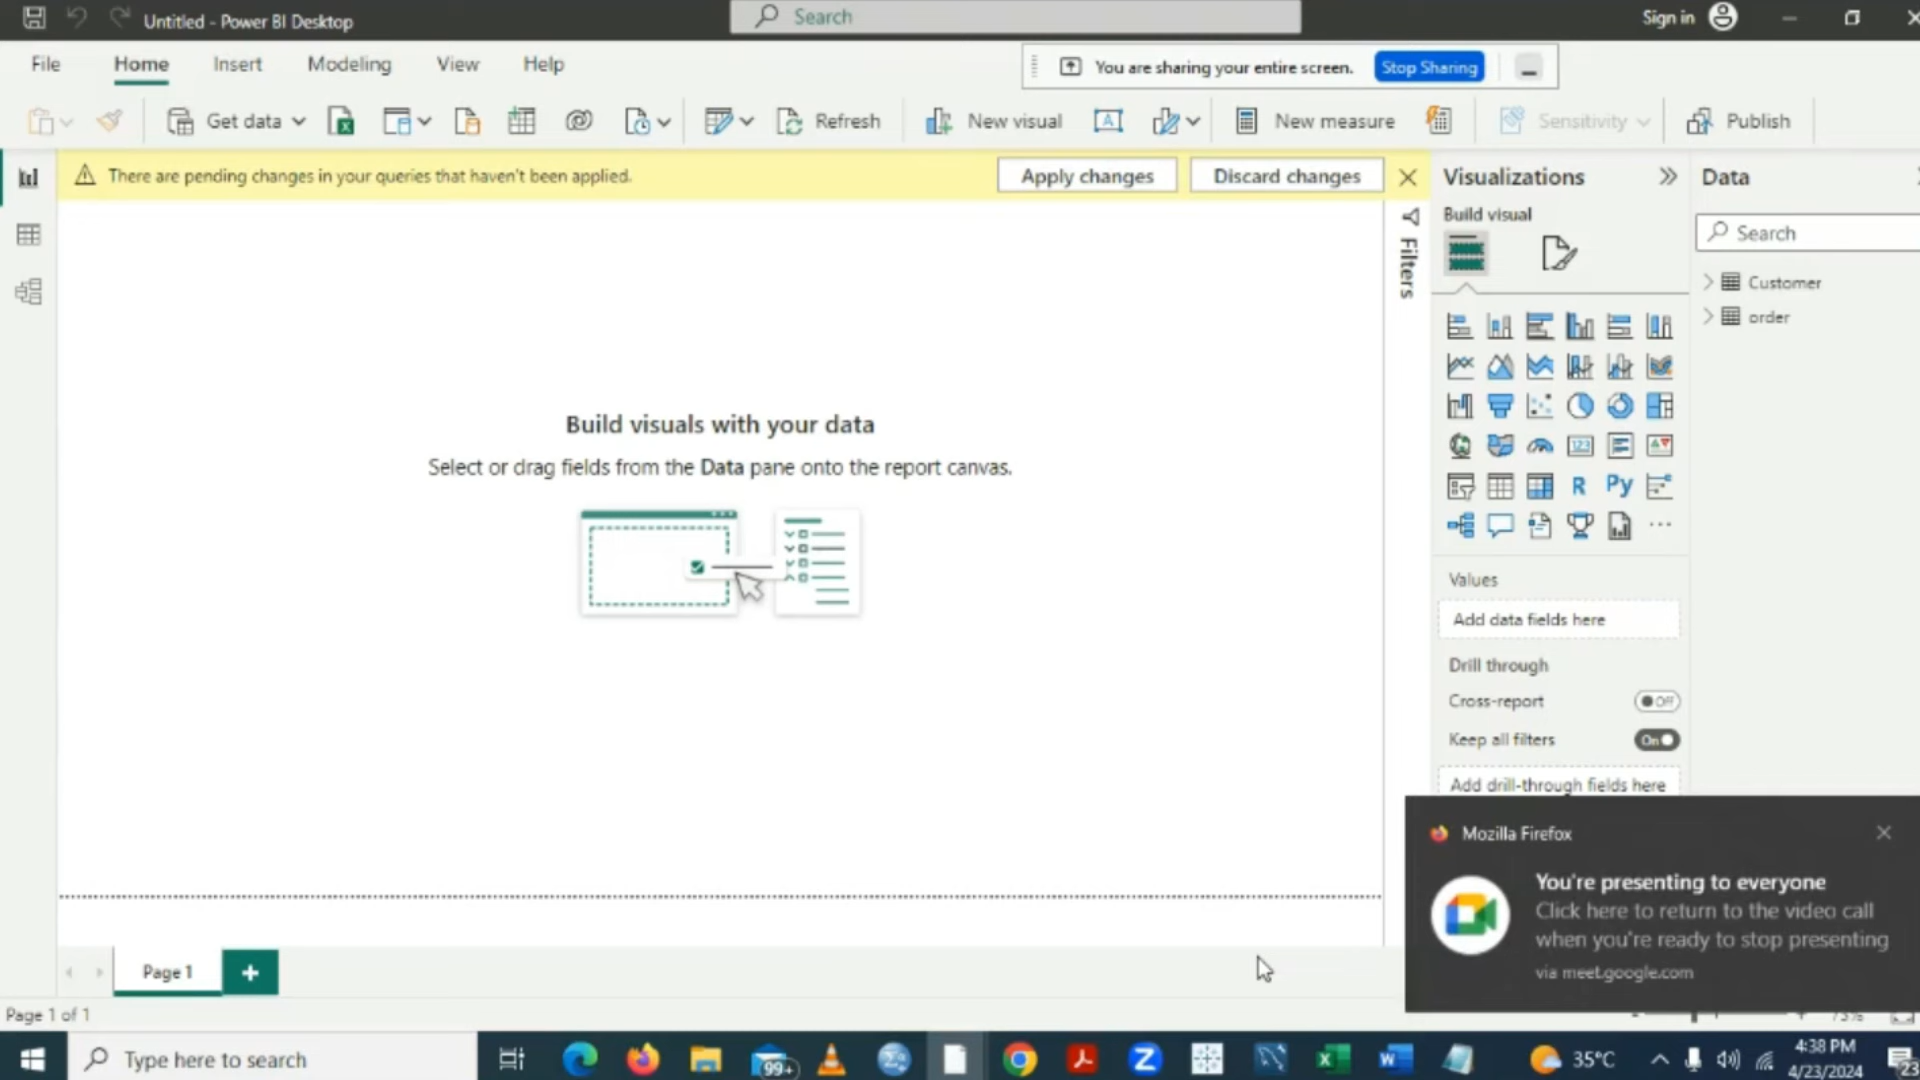 Untitled - Power BI Desktop
Search
Sign in
File
Home
Insert
Modeling
View
Help
You are sharing your entire screen.
Stop Sharing
Get data
Refresh
New visual
New measure
Sensitivity
Publish
There are pending changes in your queries that haven't been applied.
Apply changes
Discard changes
Filters
Visualizations
Build visual
Data
Search
Customer
order
Build visuals with your data
Select or drag fields from the Data pane onto the report canvas.
123
R
Py
Values
Add data fields here
Drill through
Cross-report
Off
Keep all filters
On
Add drill-through fields here
Mozilla Firefox
You're presenting to everyone
Click here to return to the video call
when you're ready to stop presenting
via meet.google.com
Page 1
Page 1 of 1
75%
Type here to search
99+
35°C
4:38 PM
4/23/2024
23